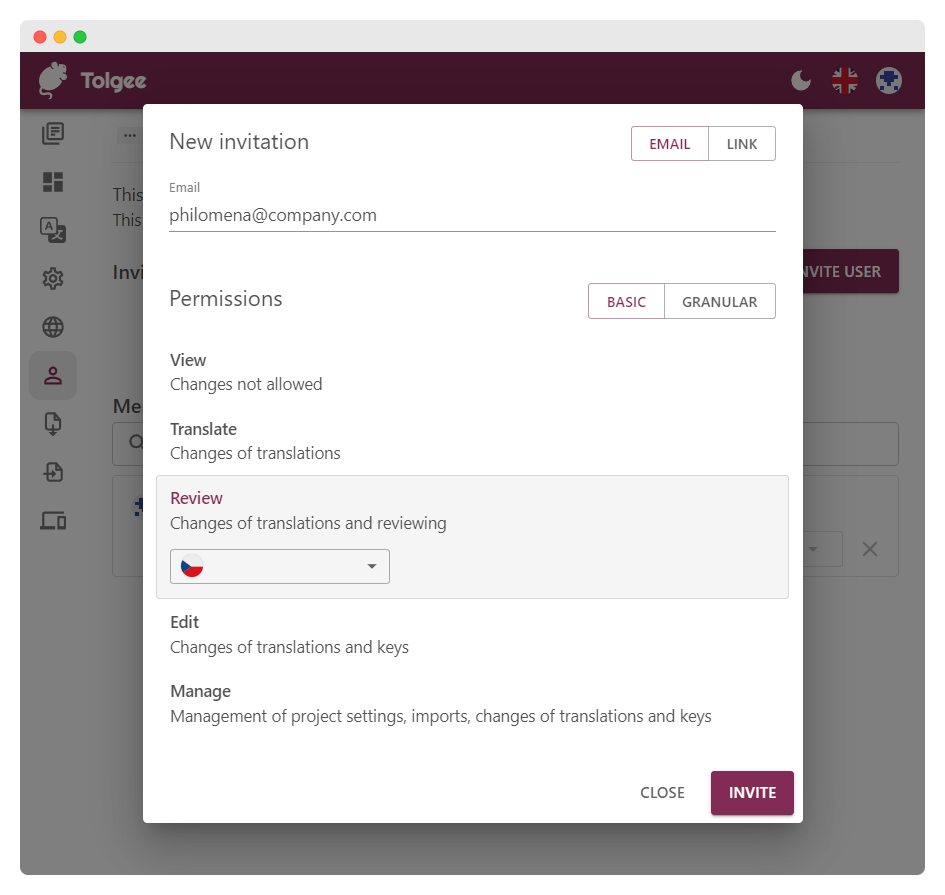 Tolgee
...
New invitation
EMAIL
LINK
Email
philomena@company.com
This
This
Invi
NVITE USER
Permissions
BASIC
GRANULAR
View
Changes not allowed
Me
Translate
Changes of translations
Review
Changes of translations and reviewing
Edit
Changes of translations and keys
Manage
Management of project settings, imports, changes of translations and keys
CLOSE
INVITE